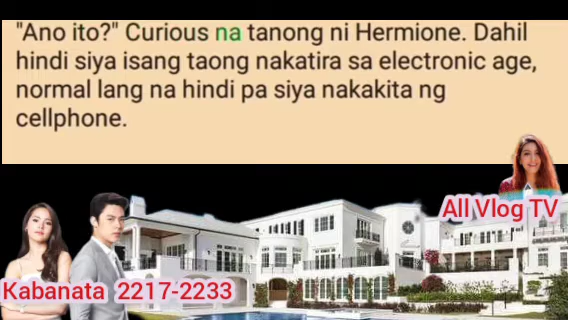 "Ano ito?" Curious na tanong ni Hermione. Dahil
hindi siya isang taong nakatira sa electronic age,
normal lang na hindi pa siya nakakita ng
cellphone.
All Vlog TV
Kabanata 2217-2233